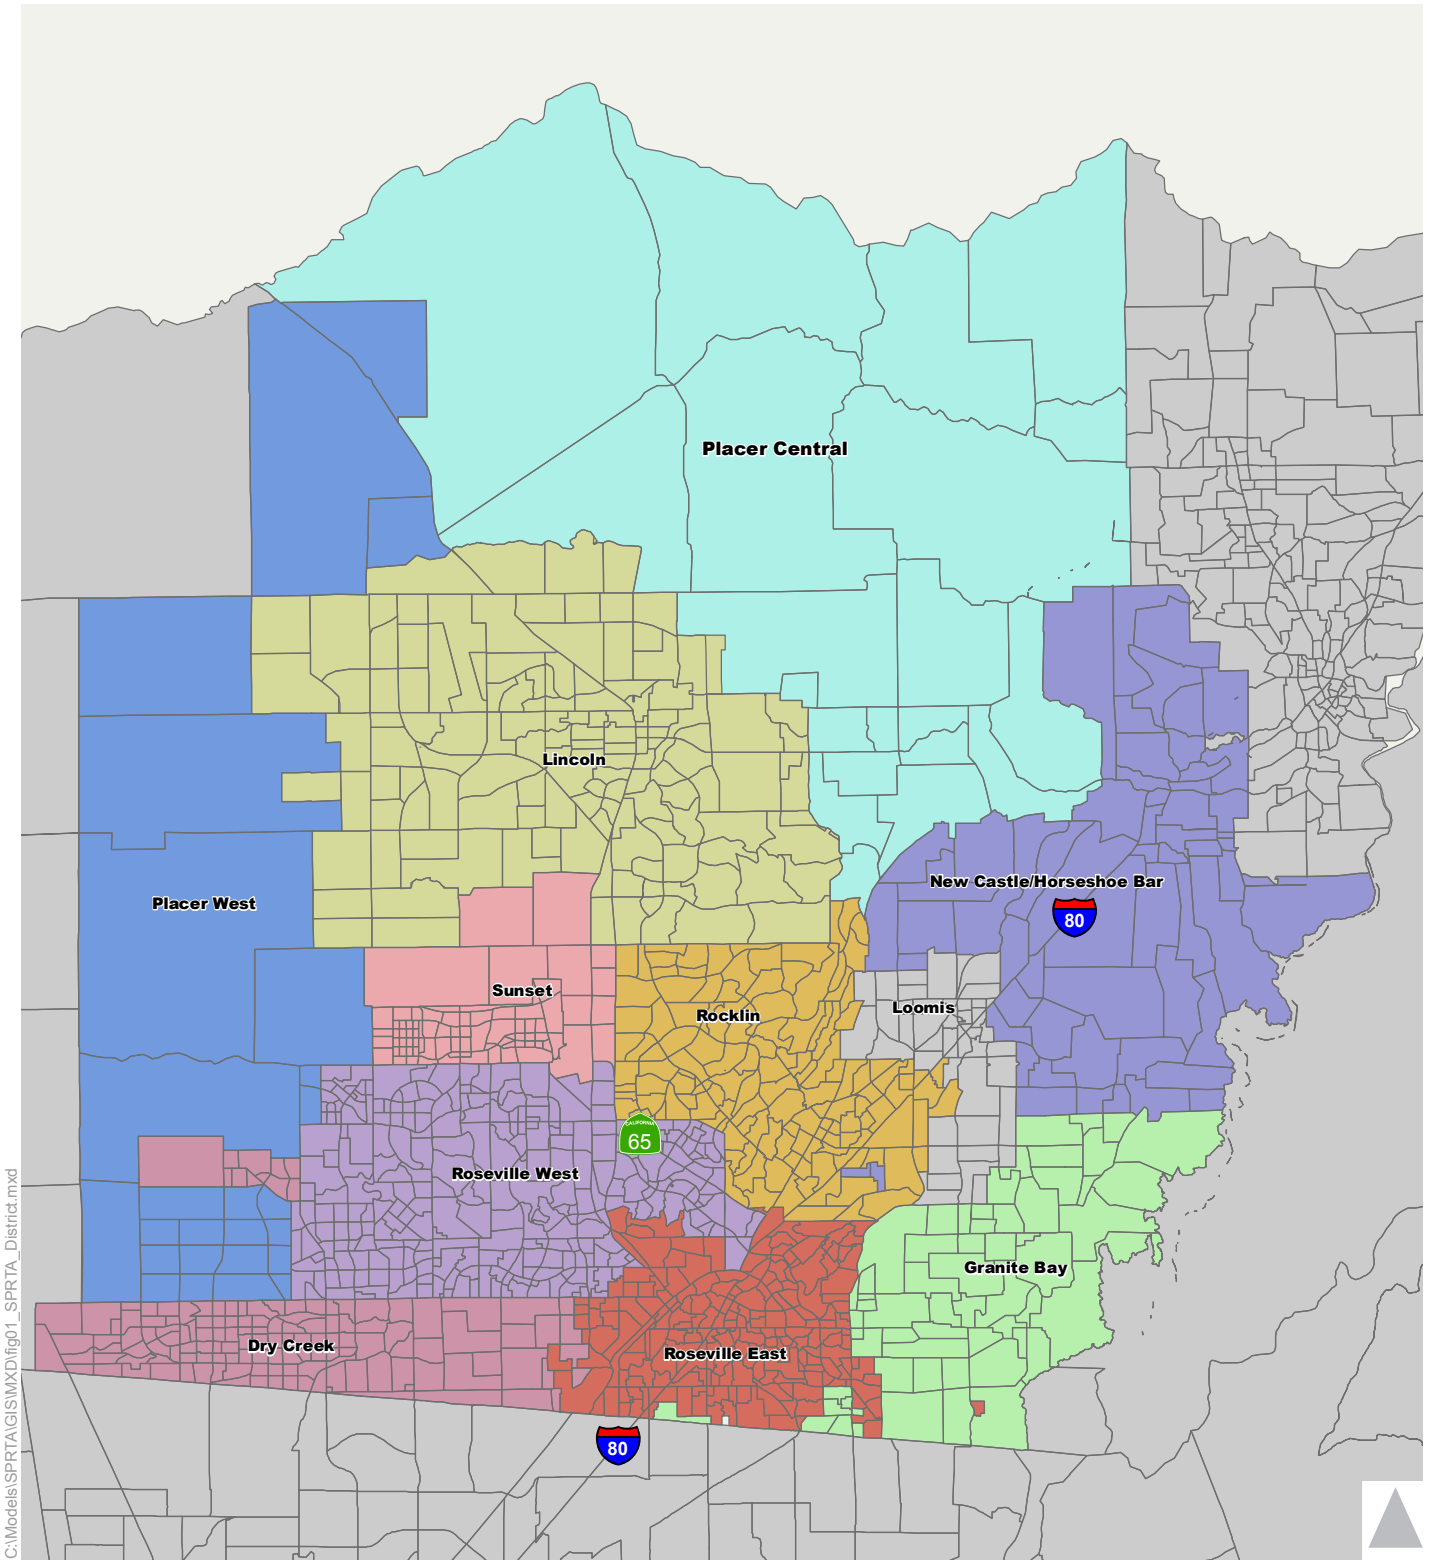 Placer Central
Lincoln
New Castle/Horseshoe Bar
80
Placer West
Sunset
Loomis
Rocklin
CALIFORNIA
65
Roseville West
Granite Bay
Dry Creek
Roseville East
80
C:\Models\SPRTA\GIS\MXD\fig01_SPRTA_District.mxd